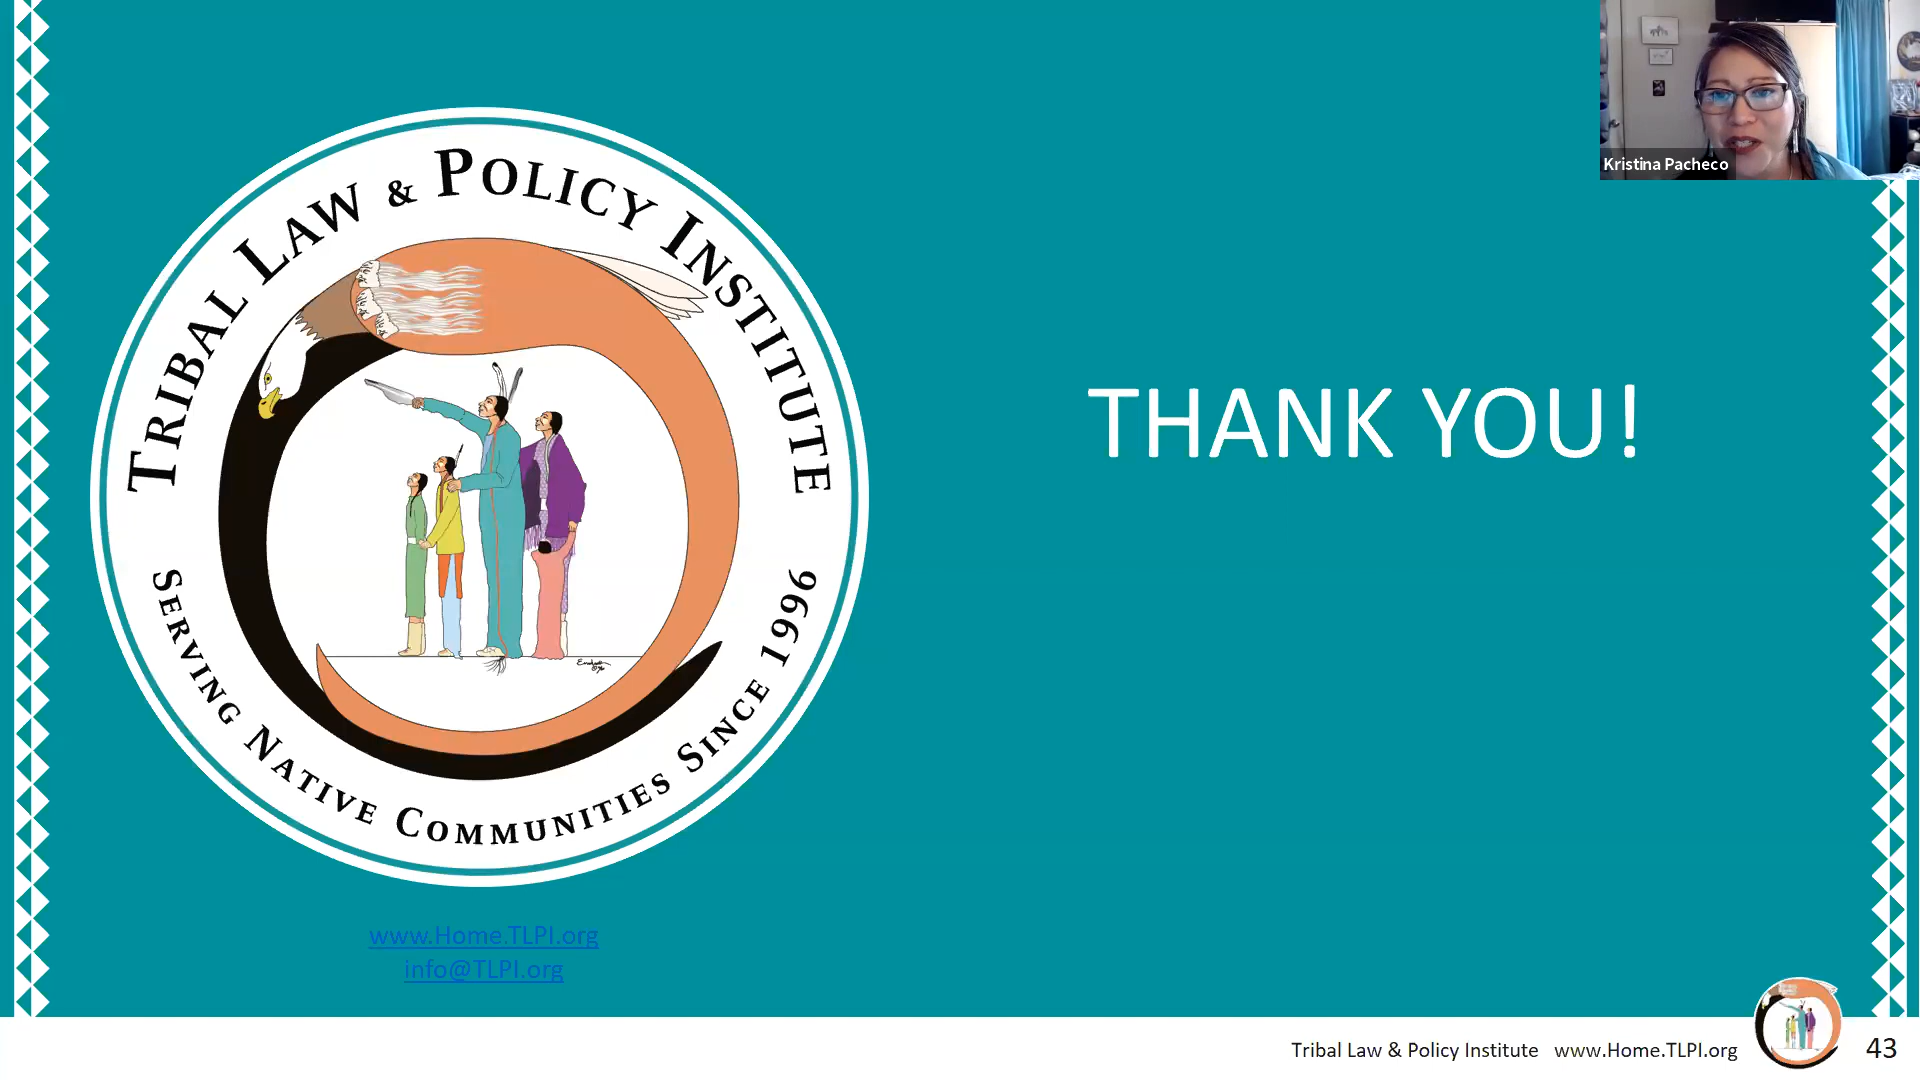 TRIBAL LAW & POLICY INSTITUTE
SERVING NATIVE COMMUNITIES SINCE 1996
www.Home.TLPI.org
info@TLPI.org
THANK YOU!
Kristina Pacheco
Tribal Law & Policy Institute www.Home.TLPI.org
43